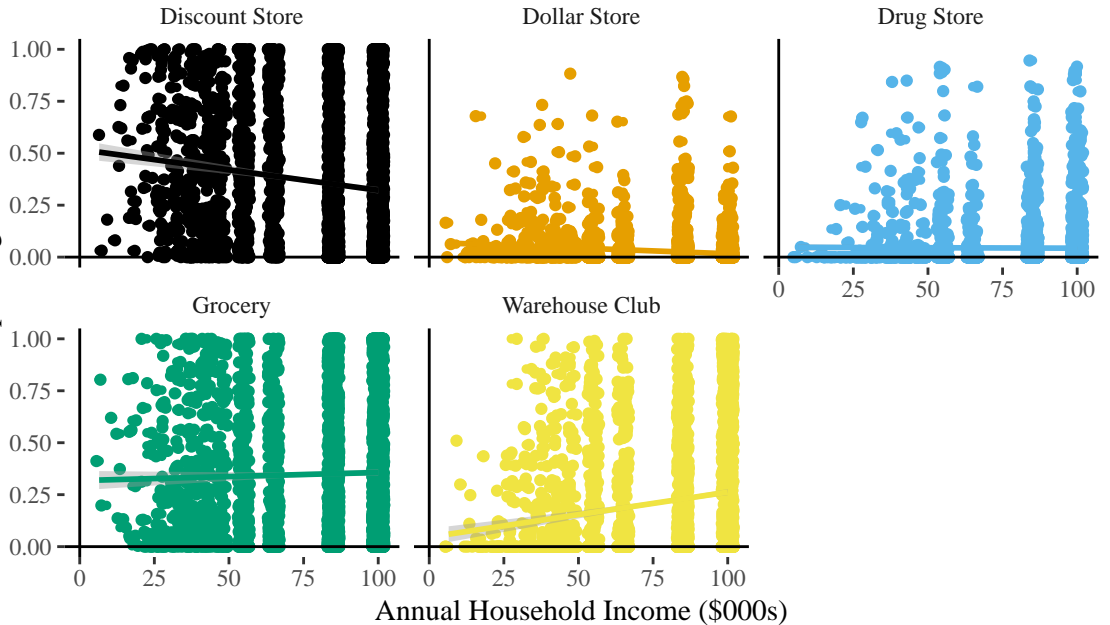 Discount Store
Dollar Store
Drug Store
1.00
0.75
0.50
0.25
0.00
0 25 50 75 100
Grocery
Warehouse Club
1.00
0.75
0.50
0.25
0.00
0 25 50 75 100
0 25 50 75 100
Annual Household Income ($000s)